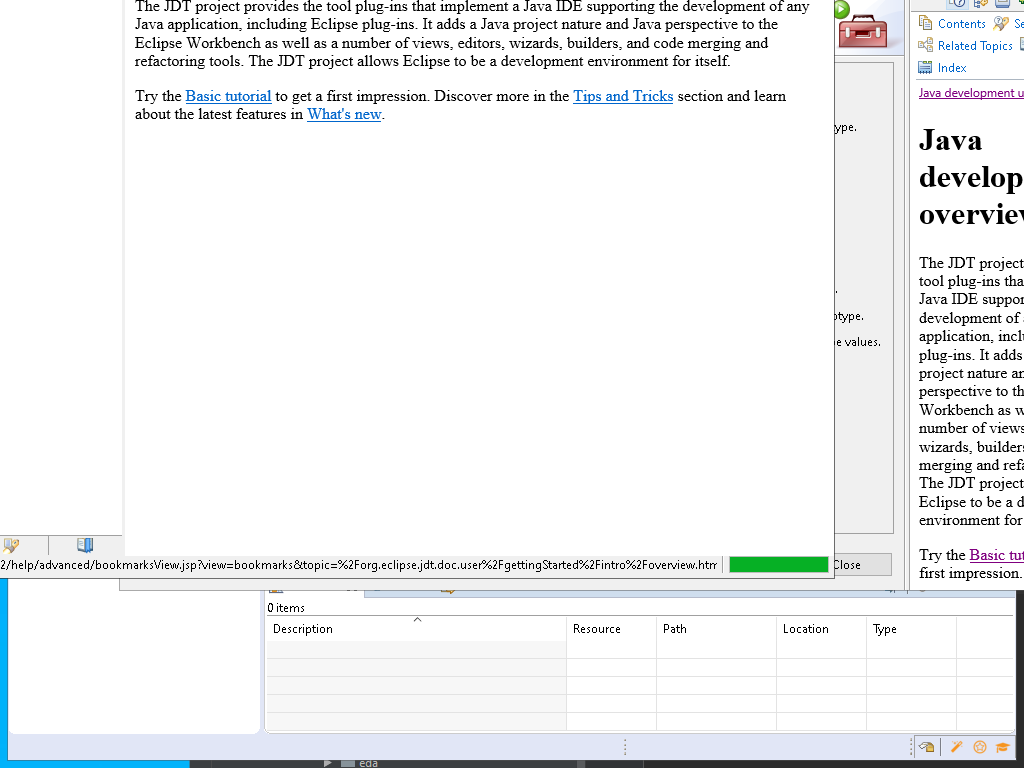 The JDT project provides the tool plug-ins that implement a Java IDE supporting the development of any
Java application, including Eclipse plug-ins. It adds a Java project nature and Java perspective to the
Eclipse Workbench as well as a number of views, editors, wizards, builders, and code merging and
refactoring tools. The JDT project allows Eclipse to be a development environment for itself.
Try the Basic tutorial to get a first impression. Discover more in the Tips and Tricks section and learn
about the latest features in What's new.
2/help/advanced/bookmarksView.jsp?view=bookmarks&topic=%2Forg.eclipse.jdt.doc.user%2FgettingStarted%2Fintro%2Foverview.htm
ype.
otype.
e values.
Close
Contents
Se
Related Topics
Index
Java development u
Java
develop
overview
The JDT project
tool plug-ins tha
Java IDE suppor
development of a
application, inclu
plug-ins. It adds
project nature an
perspective to th
Workbench as w
number of views
wizards, builders
merging and refa
The JDT project
Eclipse to be a d
environment for
Try the Basic tut
first impression.
0 items
Description Resource Path Location Type
eda